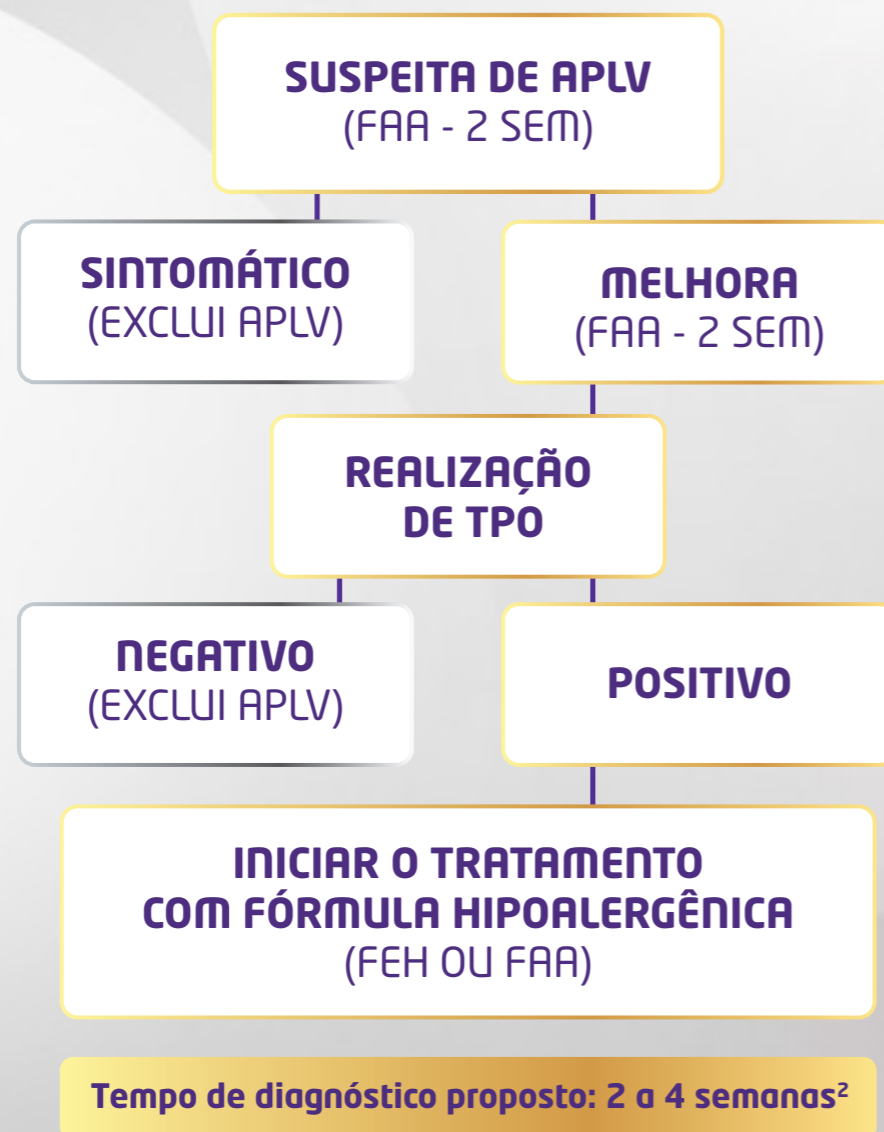 SUSPEITA DE APLV
(FAA - 2 SEM)
SINTOMÁTICO
(EXCLUI APLV)
MELHORA
(FAA - 2 SEM)
REALIZAÇÃO
DE TPO
NEGATIVO
(EXCLUI APLV)
POSITIVO
INICIAR O TRATAMENTO
COM FÓRMULA HIPOALERGÊNICA
(FEH OU FAA)
Tempo de diagnóstico proposto: 2 a 4 semanas²